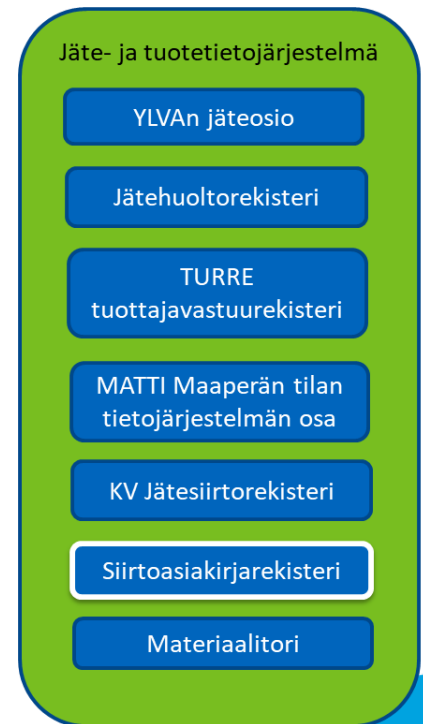 Jäte- ja tuotetietojärjestelmä
YLVAn jäteosio
Jätehuoltorekisteri
TURRE
tuottajavastuurekisteri
MATTI Maaperän tilan
tietojärjestelmän osa
KV Jätesiirtorekisteri
Siirtoasiakirjarekisteri
Materiaalitori